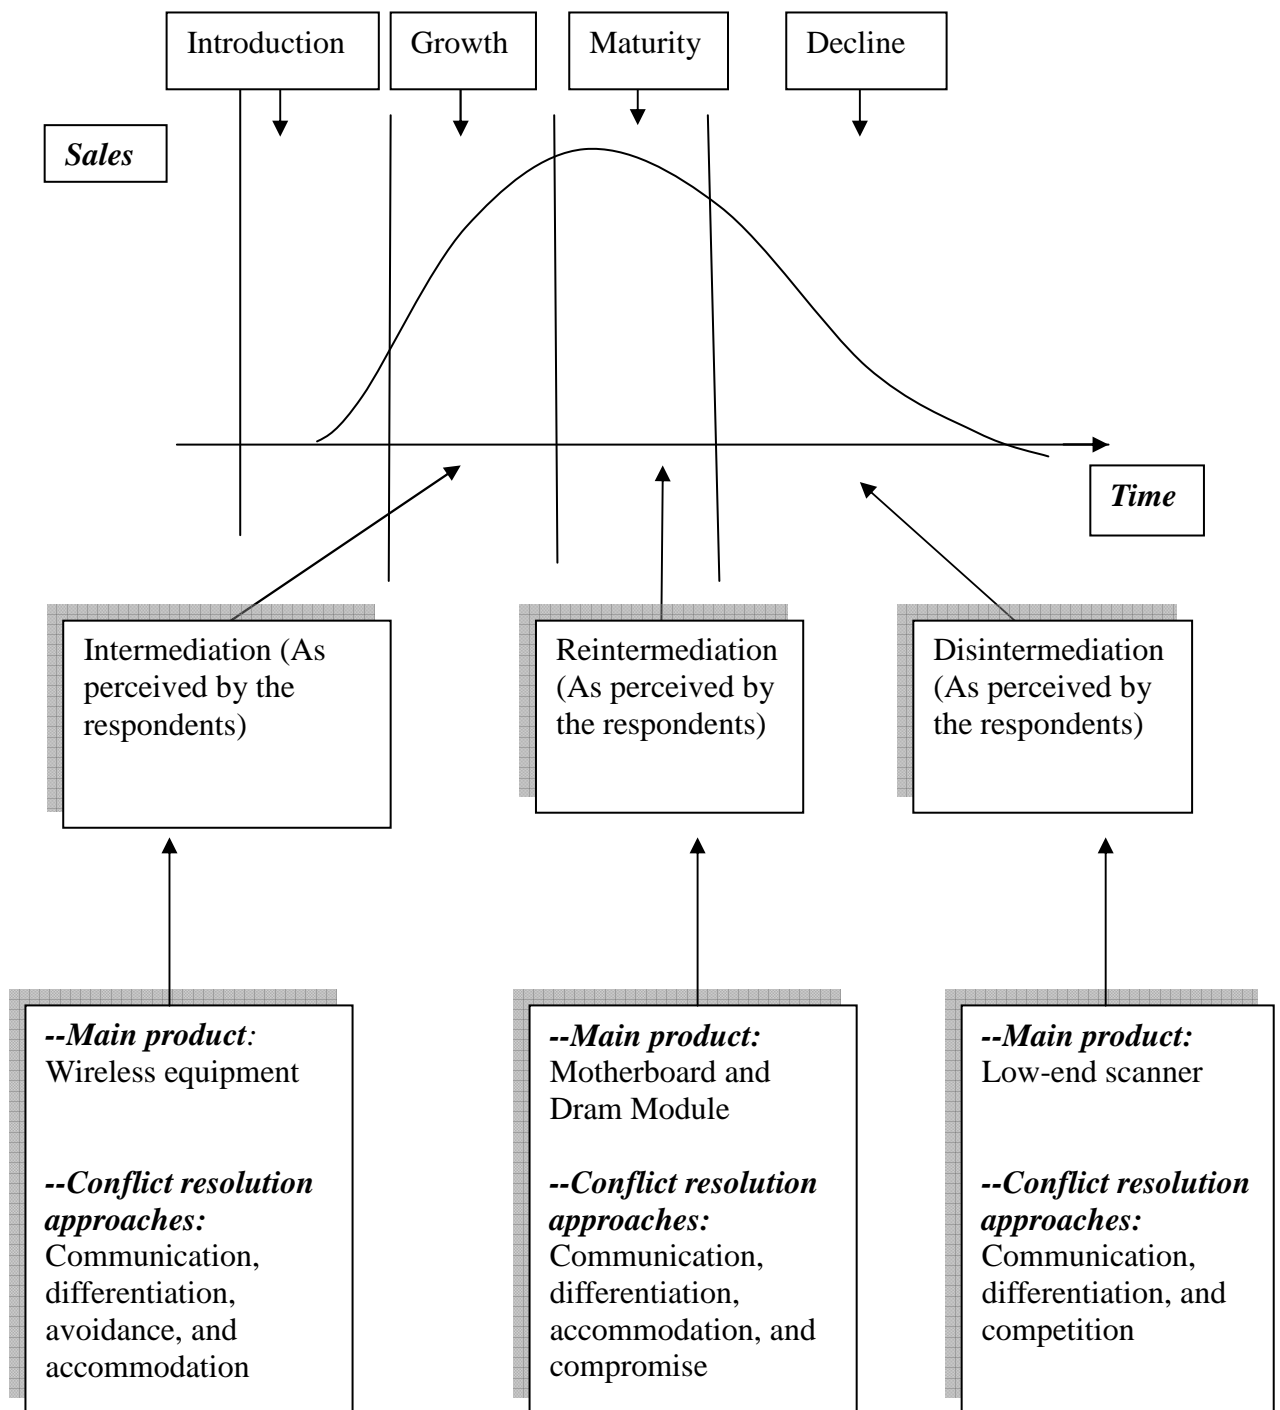 Introduction
Growth
Maturity
Decline
Sales
Time
Intermediation (As
perceived by the
respondents)
Reintermediation
(As perceived by
the respondents)
Disintermediation
(As perceived by
the respondents)
--Main product:
Wireless equipment
--Conflict resolution
approaches:
Communication,
differentiation,
avoidance, and
accommodation
--Main product:
Motherboard and
Dram Module
--Conflict resolution
approaches:
Communication,
differentiation,
accommodation, and
compromise
--Main product:
Low-end scanner
--Conflict resolution
approaches:
Communication,
differentiation, and
competition